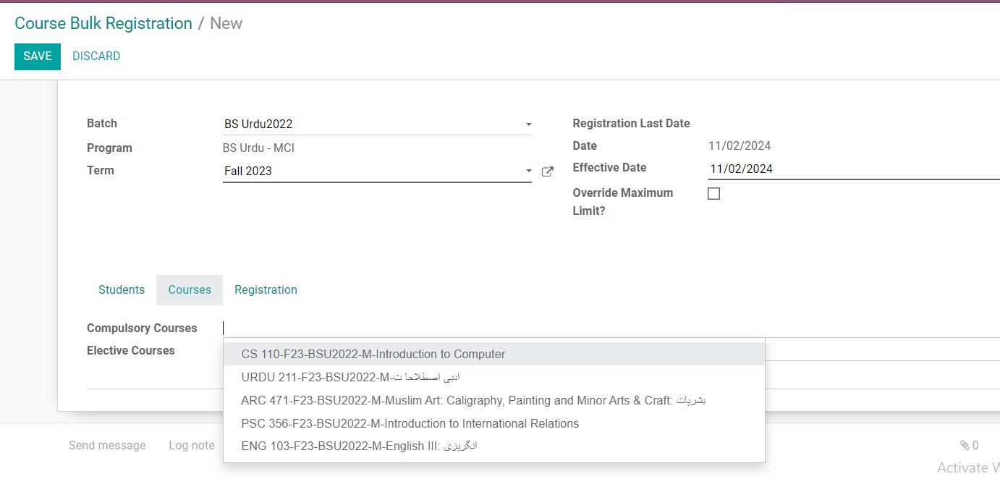 Course Bulk Registration / New
SAVE DISCARD
Batch BS Urdu2022 Registration Last Date
Program BS Urdu - MCI Date 11/02/2024
Term Fall 2023 Effective Date 11/02/2024
Override Maximum
Limit?
Students Courses Registration
Compulsory Courses
Elective Courses
CS 110-F23-BSU2022-M-Introduction to Computer
URDU 211-F23-BSU2022-M-ادبی اصطلاحا ت
ARC 471-F23-BSU2022-M-Muslim Art: Caligraphy, Painting and Minor Arts & Craft: بشریات
PSC 356-F23-BSU2022-M-Introduction to International Relations
ENG 103-F23-BSU2022-M-English III: انگریزی
Send message Log note 0
Activate W